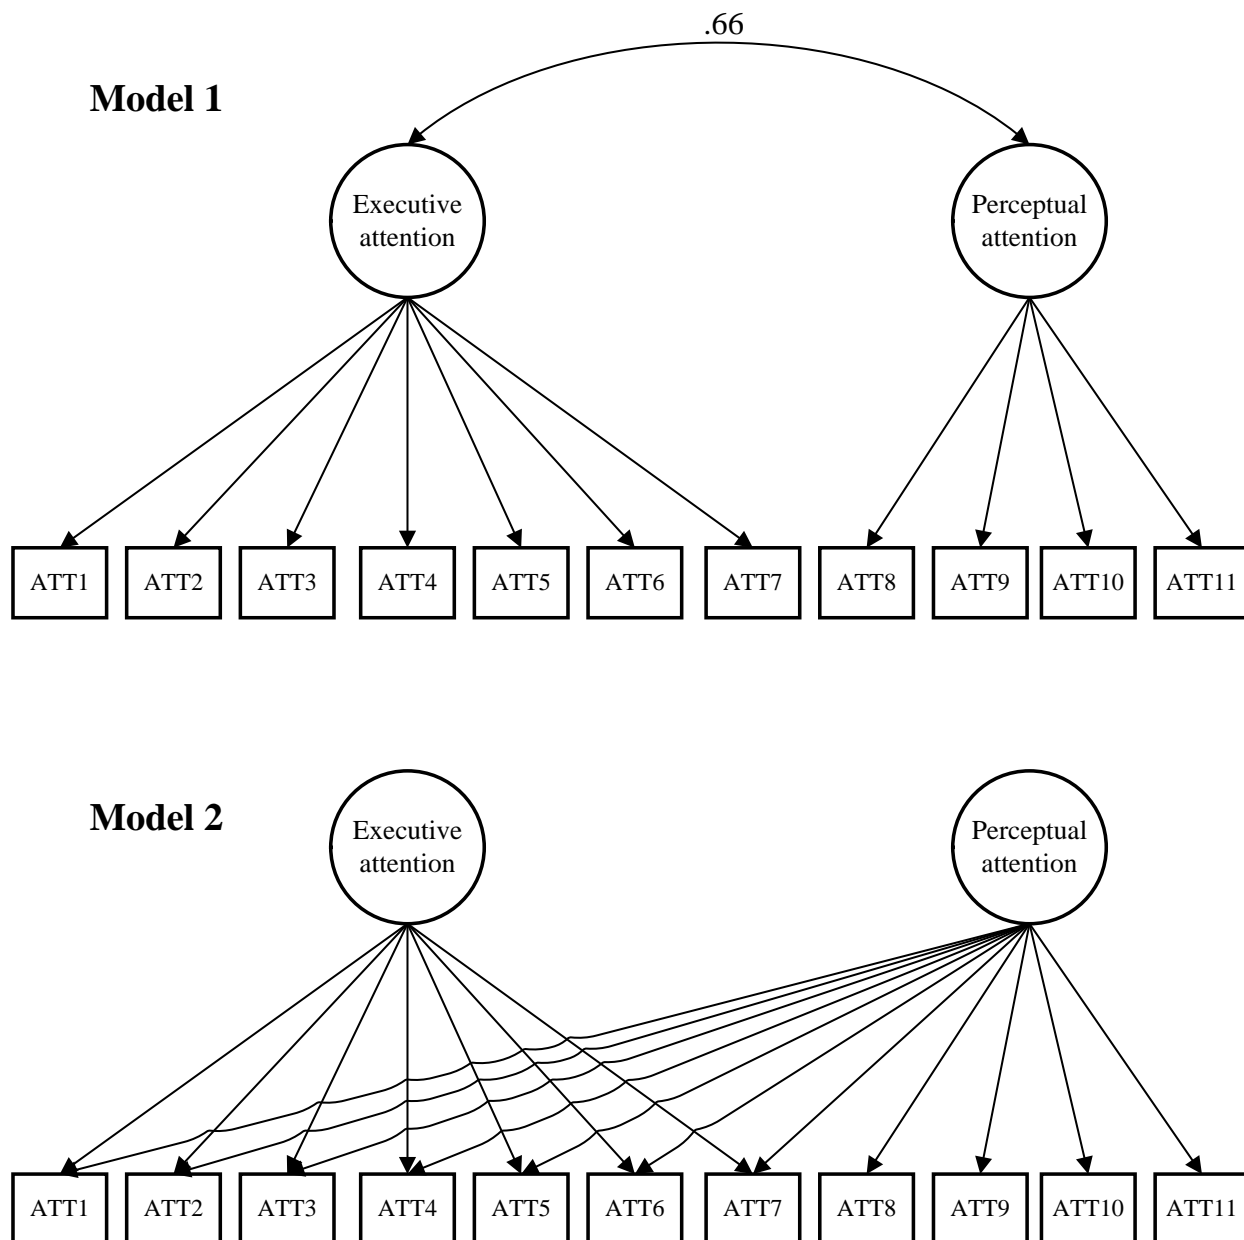 .66
Model 1
Executive
attention
Perceptual
attention
ATT1 ATT2 ATT3 ATT4 ATT5 ATT6 ATT7 ATT8 ATT9 ATT10 ATT11
Model 2
Executive
attention
Perceptual
attention
ATT1 ATT2 ATT3 ATT4 ATT5 ATT6 ATT7 ATT8 ATT9 ATT10 ATT11